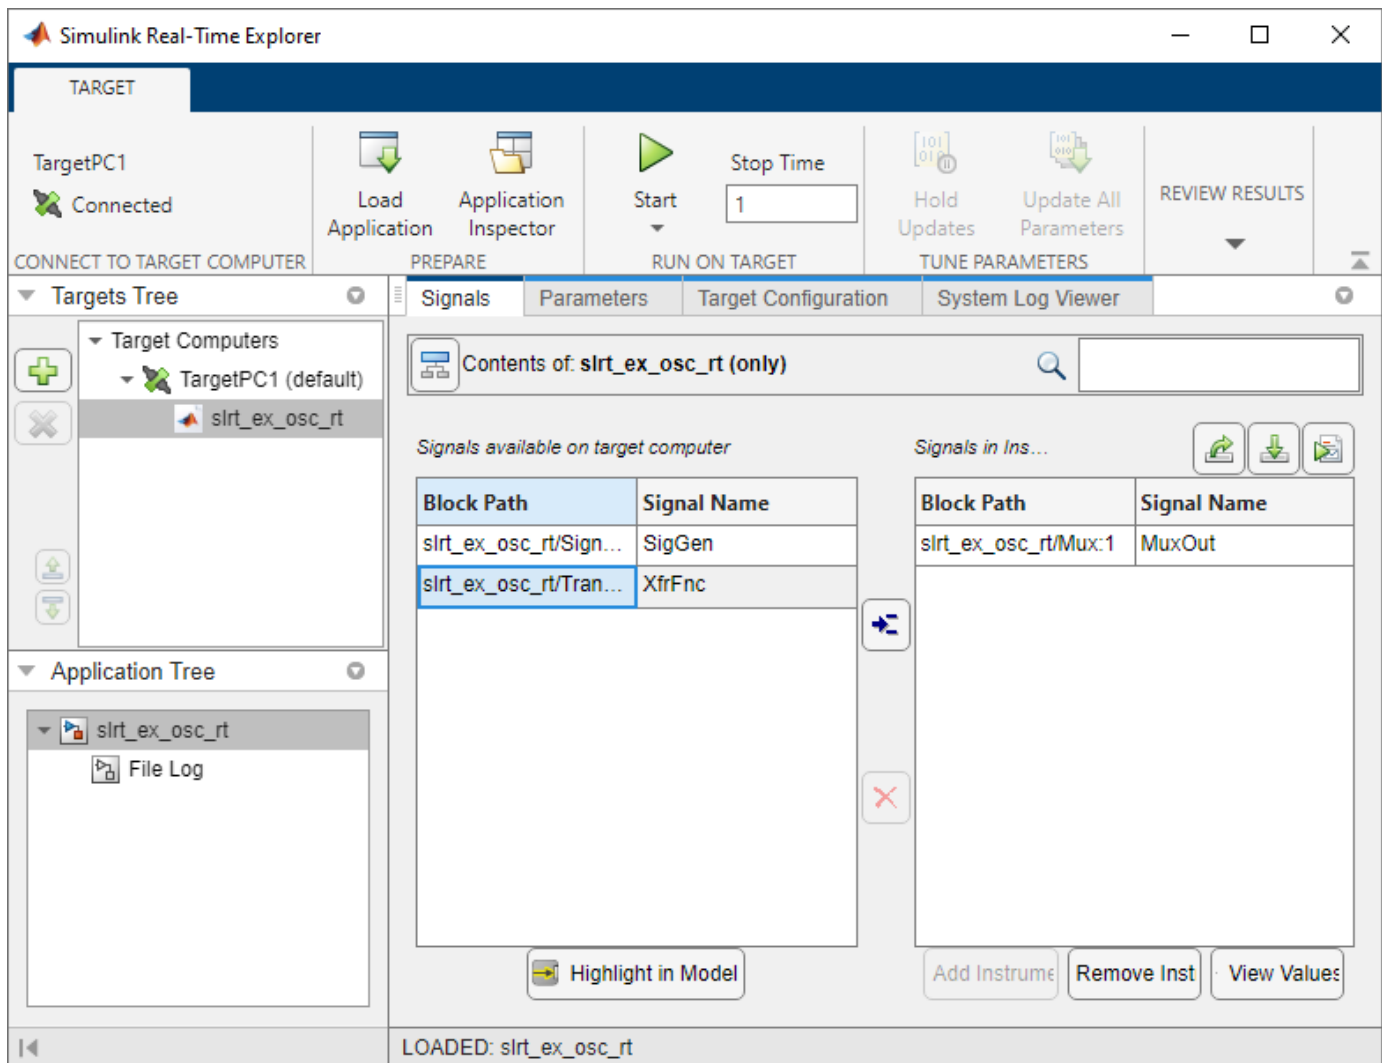 Simulink Real-Time Explorer
TARGET
TargetPC1
Connected
CONNECT TO TARGET COMPUTER
Load
Application
Application
Inspector
PREPARE
Start
Stop Time
1
RUN ON TARGET
Hold
Updates
Update All
Parameters
TUNE PARAMETERS
REVIEW RESULTS
Targets Tree
Target Computers
TargetPC1 (default)
slrt_ex_osc_rt
Application Tree
slrt_ex_osc_rt
File Log
Signals
Parameters
Target Configuration
System Log Viewer
Contents of: slrt_ex_osc_rt (only)
Signals available on target computer
Block Path Signal Name
slrt_ex_osc_rt/Sign... SigGen
slrt_ex_osc_rt/Tran... XfrFnc
Highlight in Model
Signals in Ins...
Block Path Signal Name
slrt_ex_osc_rt/Mux:1 MuxOut
Add Instrume
Remove Inst
View Values
LOADED: slrt_ex_osc_rt